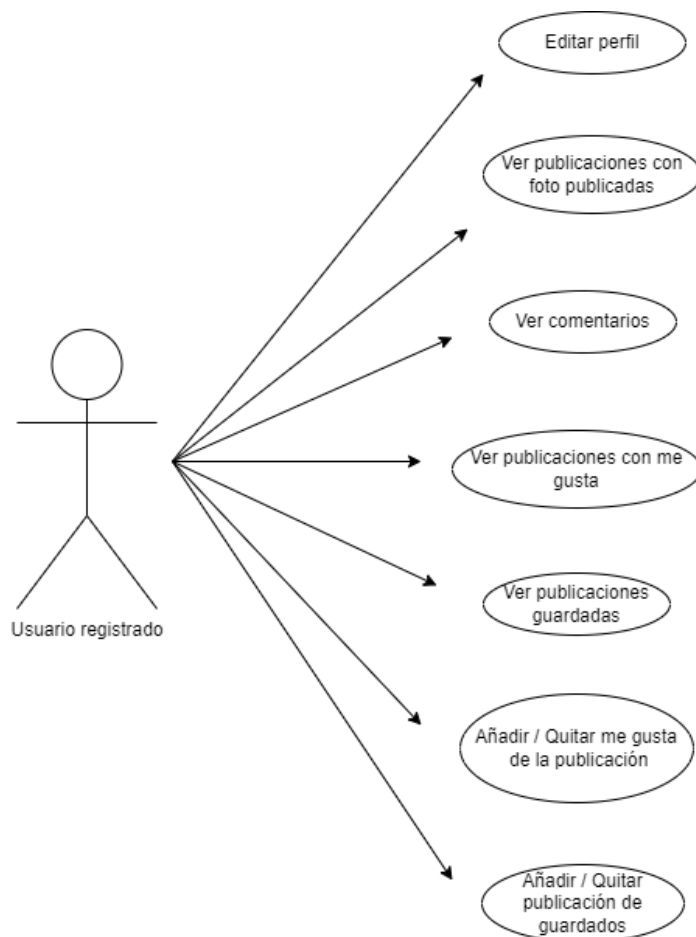 Editar perfil
Ver publicaciones con
foto publicadas
Ver comentarios
Ver publicaciones con me
gusta
Ver publicaciones
guardadas
Usuario registrado
Añadir / Quitar me gusta
de la publicación
Añadir / Quitar
publicación de
guardados